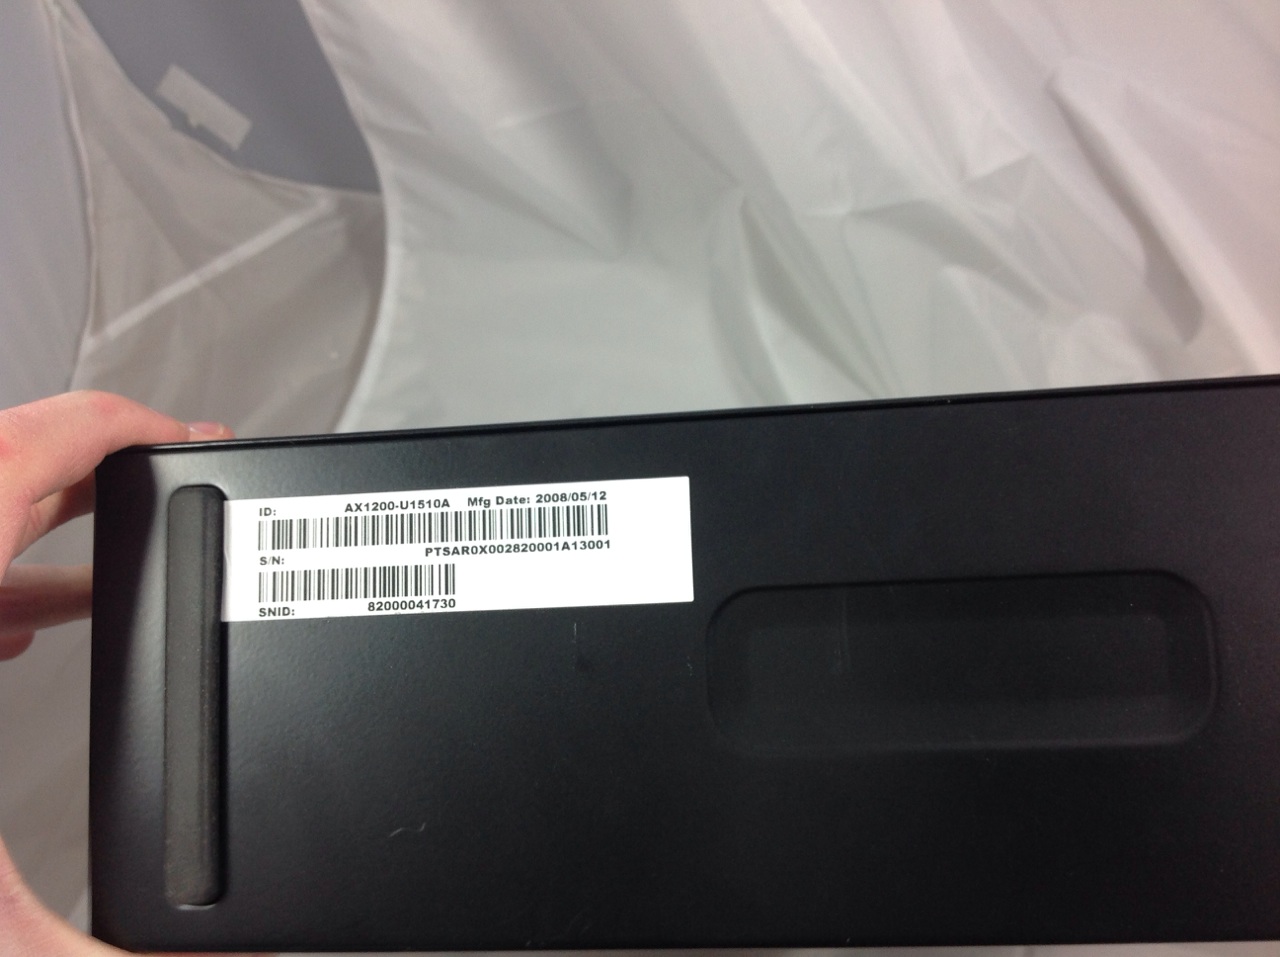 ID: AX1200-U1510A Mfg Date: 2008/05/12
S/N: PTSAR0X002820001A13001
SNID: 82000041730